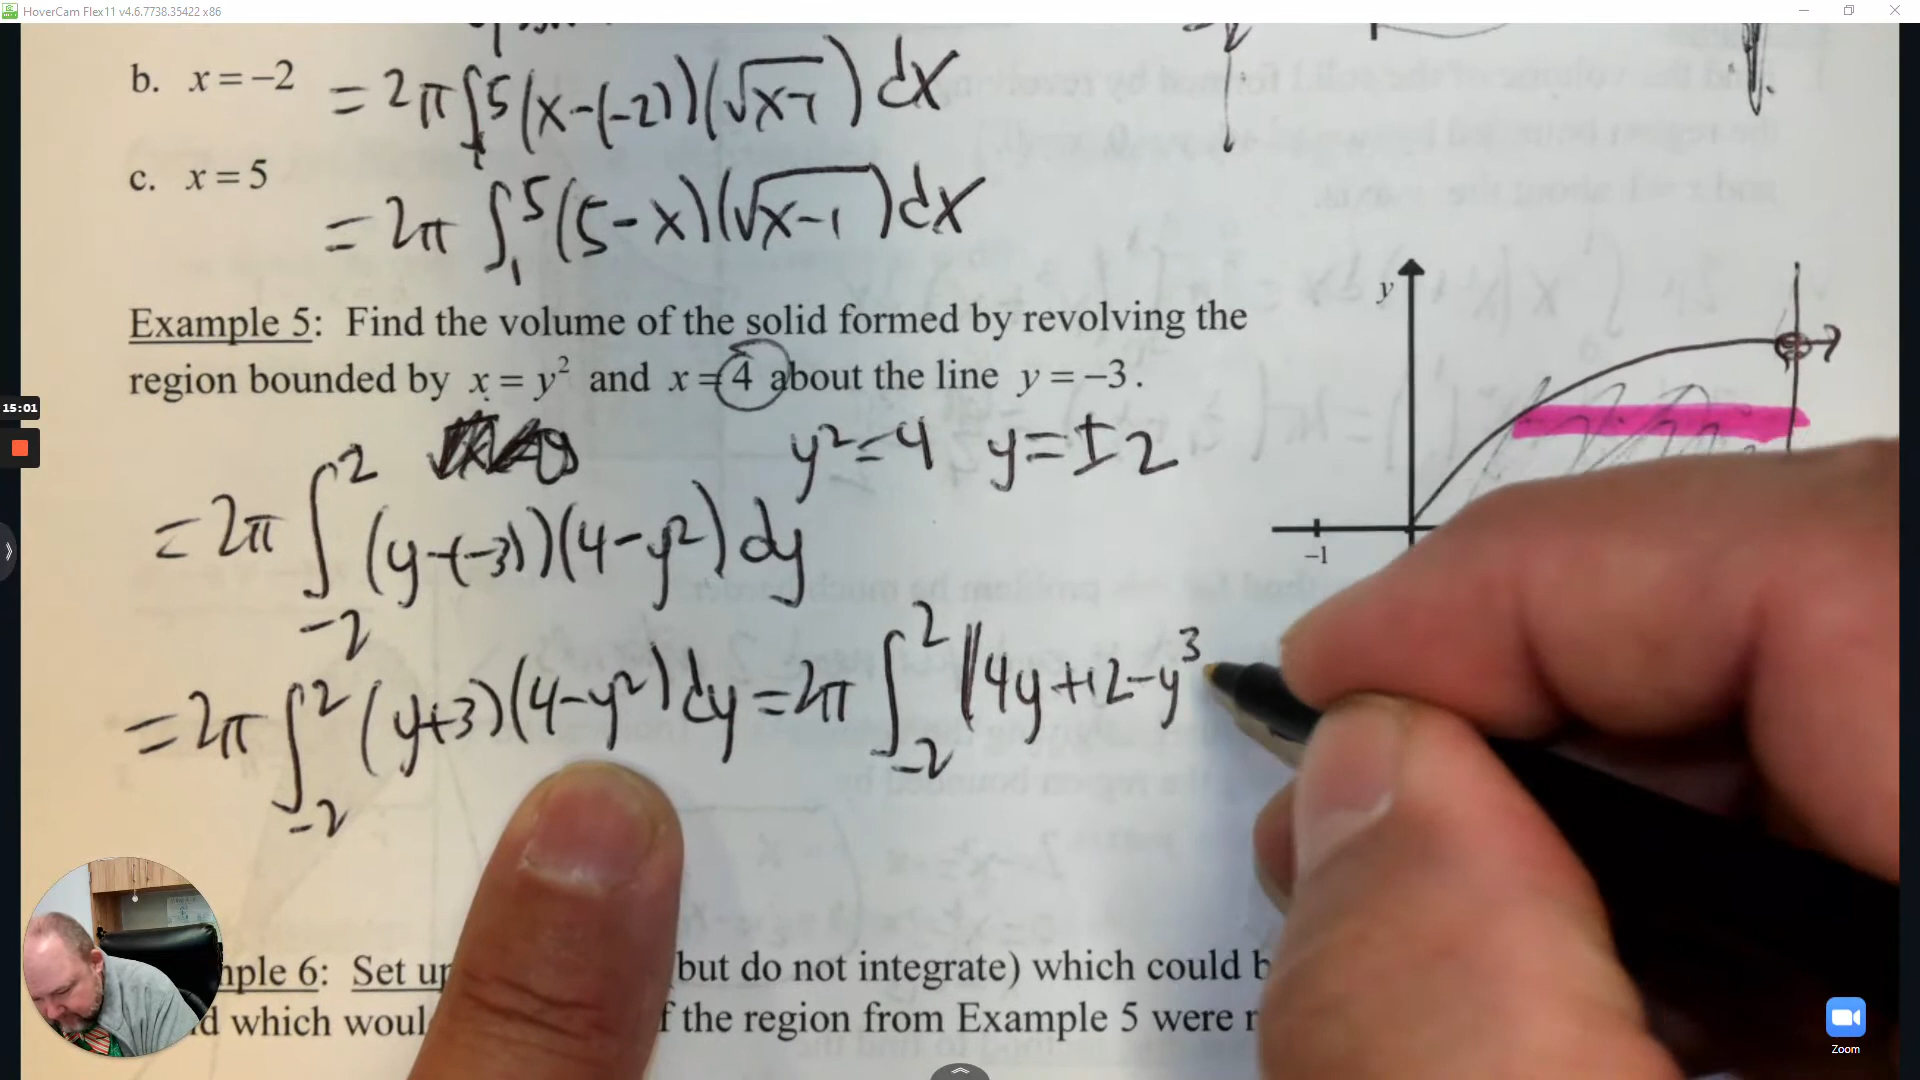 HoverCam Flex11 v4.6.7738.35422 x86
b. x = −2 = 2π ∫₁⁵ (x-(-2))(√x-1) dx
c. x = 5
= 2π ∫₁⁵ (5-x)(√x-1) dx
y
Example 5: Find the volume of the solid formed by revolving the
region bounded by x = y² and x = 4 about the line y = −3.
15:01
y²=4 y=±2
= 2π ∫₋₂² (y-(-3))(4-y²) dy
−1
= 2π ∫₋₂² (y+3)(4-y²) dy = 2π ∫₋₂² (4y+12-y³
6: Set
(but do not integrate) which could
which
the region from Example 5 were
Zoom